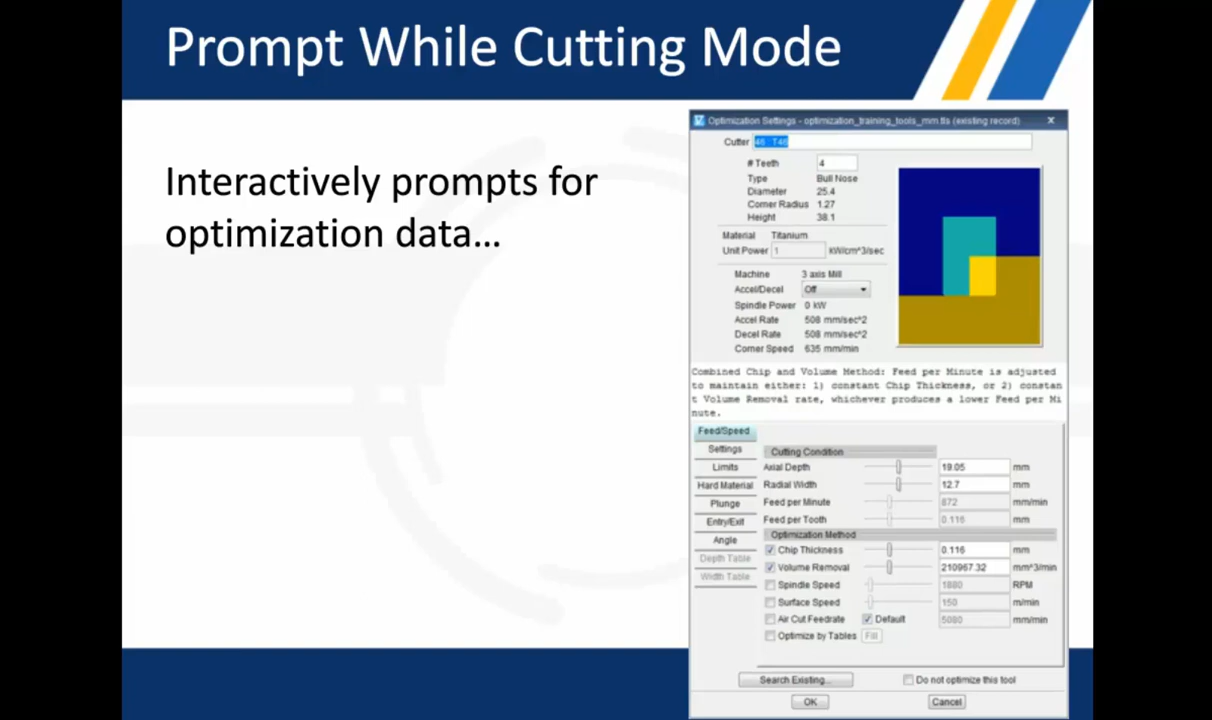 Prompt While Cutting Mode
Interactively prompts for
optimization data...
Optimization Settings - optimization_training_tools_mm.tls (existing record) X
Cutter 46 : T46
# Teeth 4
Type Bull Nose
Diameter 25.4
Corner Radius 1.27
Height 38.1
Material Titanium
Unit Power 1 kW/cm^3/sec
Machine 3 axis Mill
Accel/Decel Off
Spindle Power 0 kW
Accel Rate 508 mm/sec^2
Decel Rate 508 mm/sec^2
Corner Speed 635 mm/min
Combined Chip and Volume Method: Feed per Minute is adjusted
to maintain either: 1) constant Chip Thickness, or 2) constan
t Volume Removal rate, whichever produces a lower Feed per Mi
nute.
Feed/Speed
Settings
Limits
Hard Material
Plunge
Entry/Exit
Angle
Depth Table
Width Table
Cutting Condition
Axial Depth 19.05 mm
Radial Width 12.7 mm
Feed per Minute 872 mm/min
Feed per Tooth 0.116 mm
Optimization Method
Chip Thickness 0.116 mm
Volume Removal 210967.32 mm^3/min
Spindle Speed 1880 RPM
Surface Speed 150 m/min
Air Cut Feedrate Default 5080 mm/min
Optimize by Tables Fill
Search Existing... Do not optimize this tool
OK Cancel